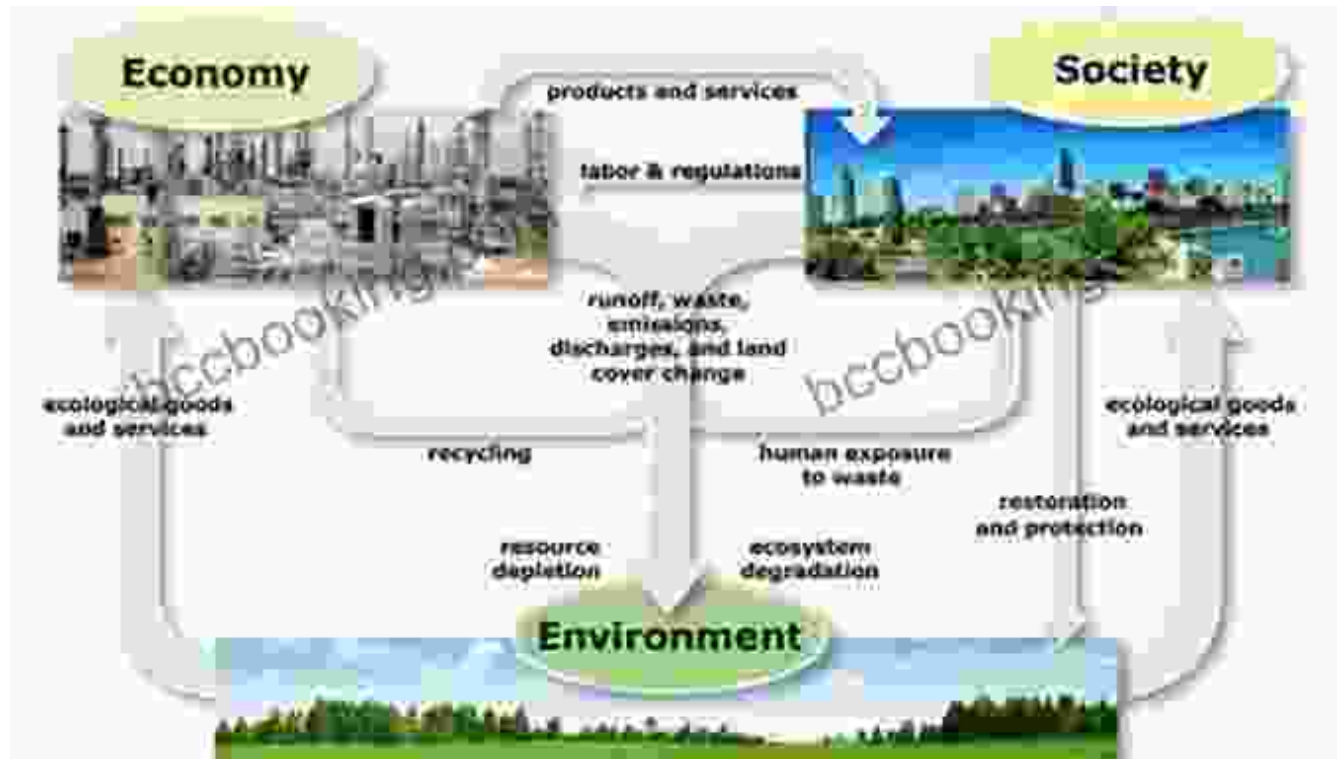 Economy
Society
products and services
labor & regulations
runoff, waste,
emissions,
discharges, and land
cover change
ecological goods
and services
ecological goods
and services
recycling
human exposure
to waste
restoration
and protection
resource
depletion
ecosystem
degradation
Environment
bccbooking
bccbooking